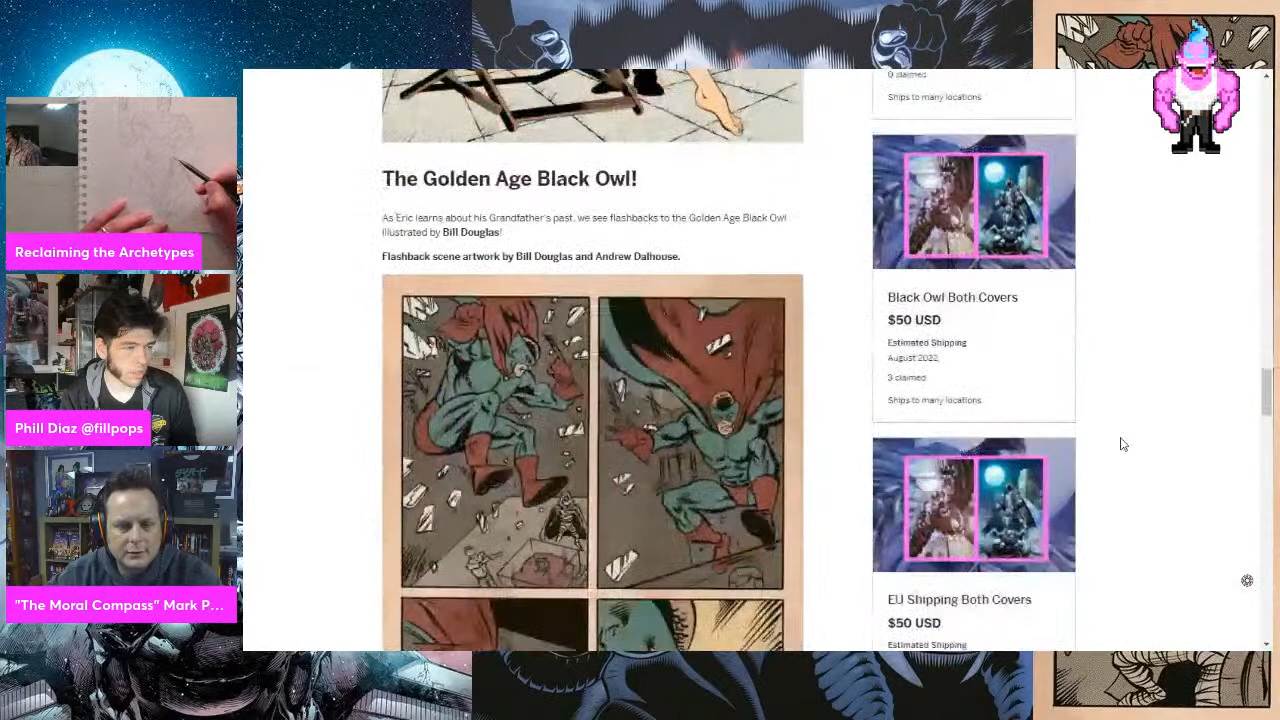 Reclaiming the Archetypes
Phill Diaz @fillpops
"The Moral Compass" Mark P...
The Golden Age Black Owl!
As Eric learns about his Grandfather's past, we see flashbacks to the Golden Age Black Owl
illustrated by Bill Douglas!
Flashback scene artwork by Bill Douglas and Andrew Dalhouse.
0 claimed
Ships to many locations
Black Owl Both Covers
$50 USD
Estimated Shipping
August 2022
3 claimed
Ships to many locations
EU Shipping Both Covers
$50 USD
Estimated Shipping